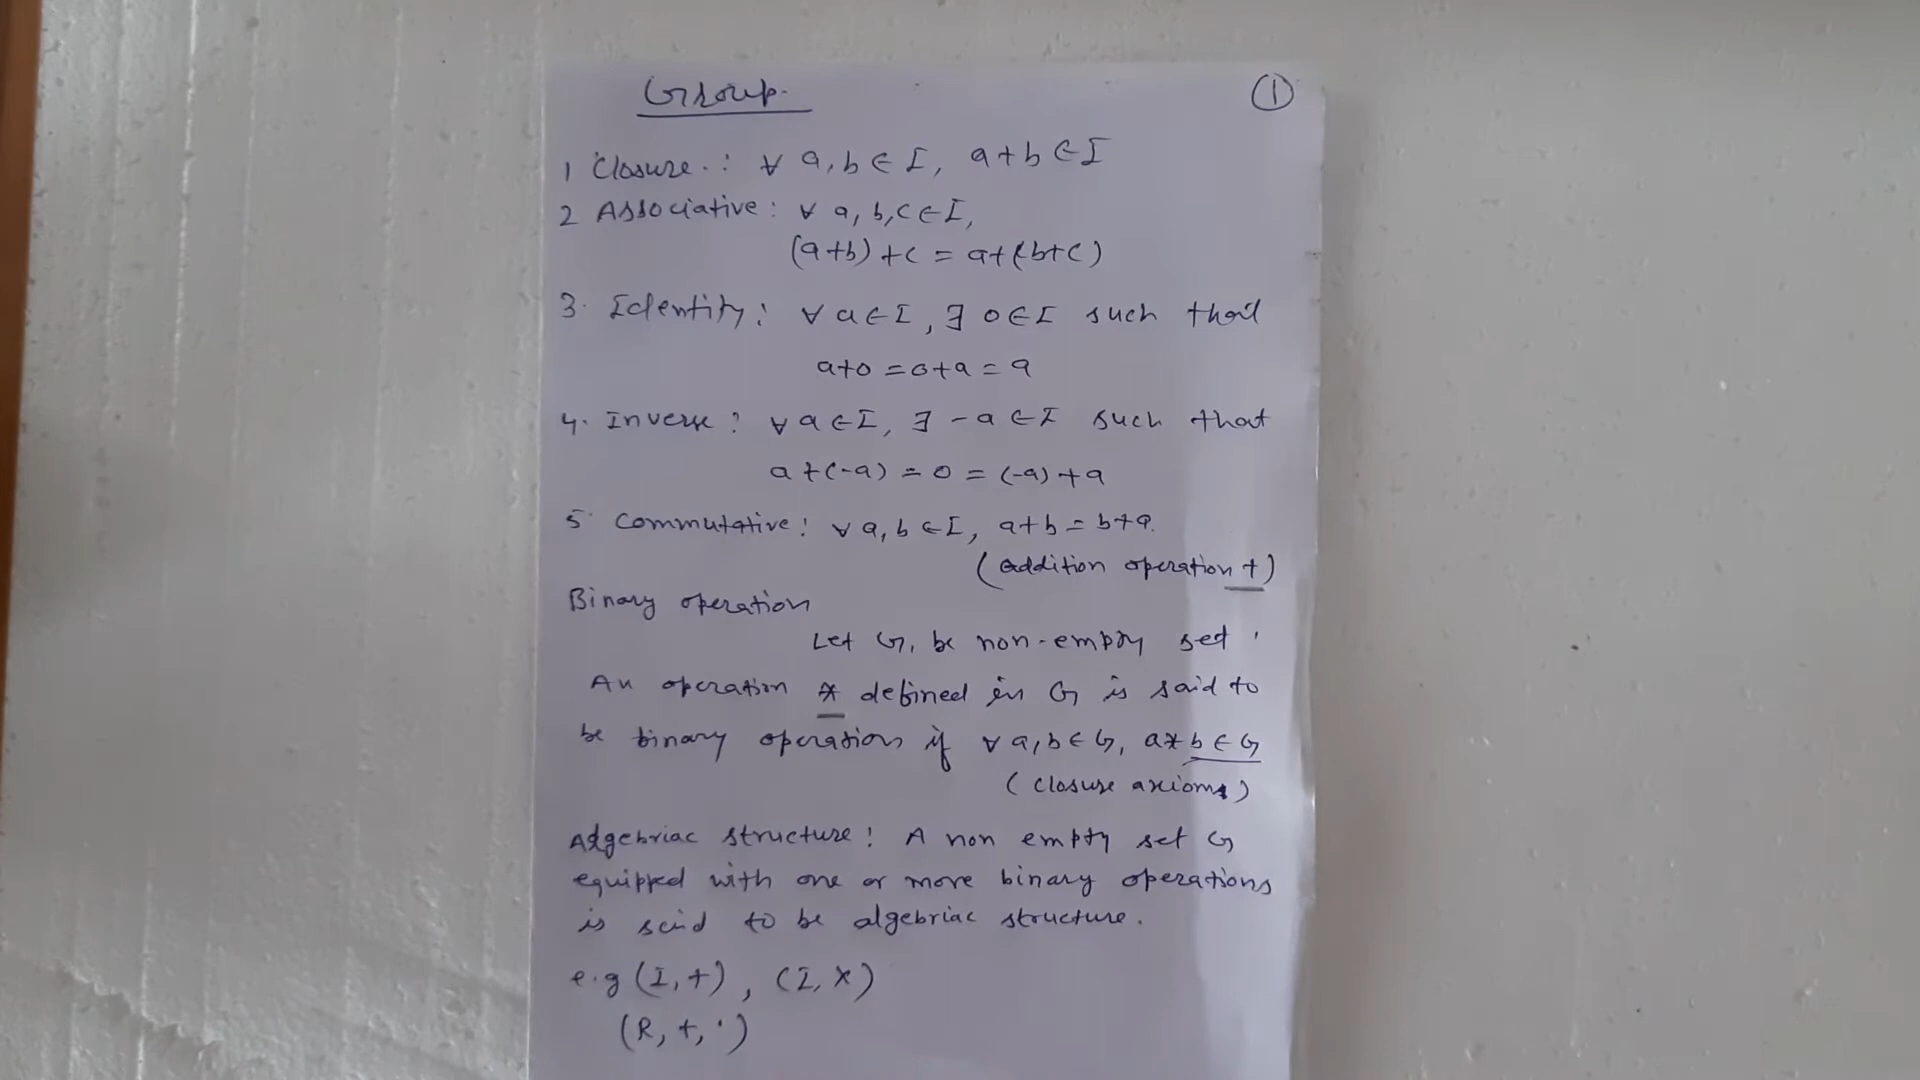 Group. ①
1 Closure.: ∀ a,b ∈ I, a+b ∈ I
2 Associative: ∀ a, b,c ∈ I,
(a+b)+c = a+(b+c)
3. Identity: ∀ a ∈ I, ∃ 0 ∈ I such that
a+0 = 0+a = a
4. Inverse: ∀ a ∈ I, ∃ -a ∈ I such that
a+(-a) = 0 = (-a)+a
5. Commutative: ∀ a, b ∈ I, a+b = b+a.
(addition operation +)
Binary operation
Let G, be non-empty set.
An operation * defined in G is said to
be binary operation if ∀ a,b ∈ G, a*b ∈ G
(closure axioms)
Algebriac structure: A non empty set G
equipped with one or more binary operations
is said to be algebriac structure.
e.g (I,+), (I,×)
(R,+,·)